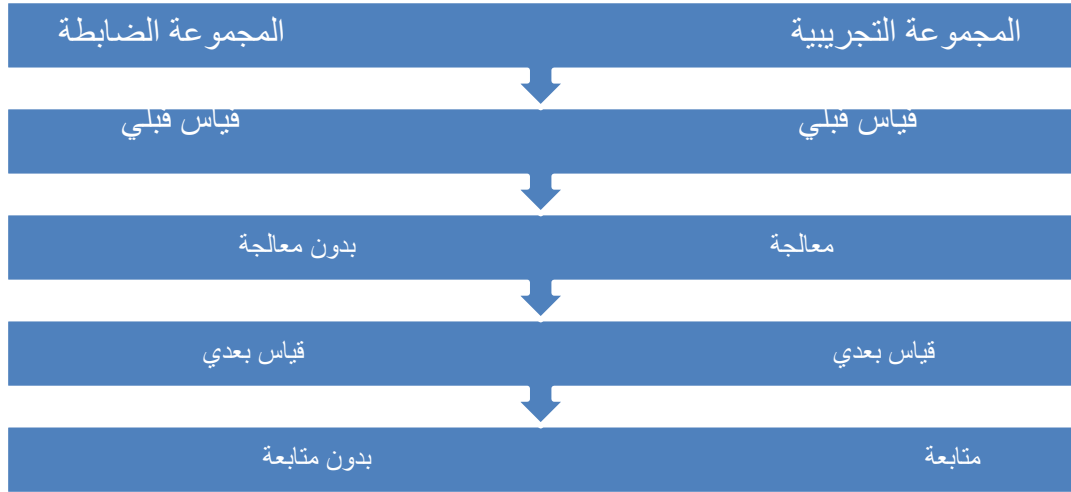 المجموعة التجريبية المجموعة الضابطة
قياس قبلي قياس قبلي
معالجة بدون معالجة
قياس بعدي قياس بعدي
متابعة بدون متابعة